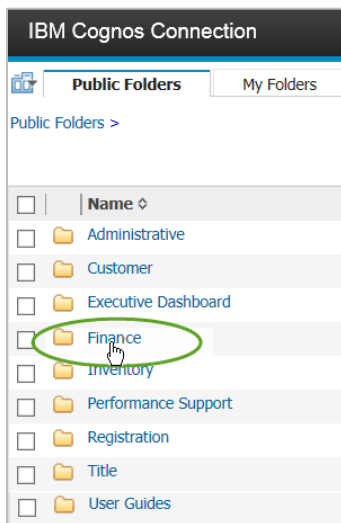 IBM Cognos Connection
Public Folders My Folders
Public Folders >
Name
Administrative
Customer
Executive Dashboard
Finance
Inventory
Performance Support
Registration
Title
User Guides